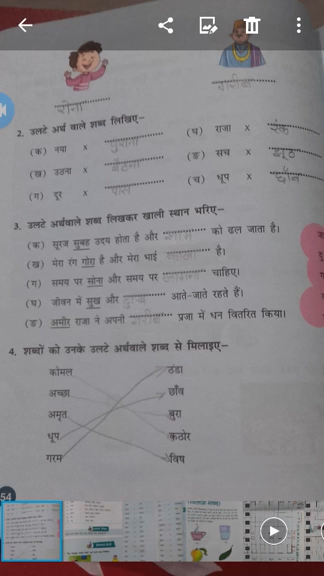 रोना
गरीब
2. उलटे अर्थ वाले शब्द लिखिए–
(क) नया x पुराना (घ) राजा x रंक
(ख) उठना x बैठना (ङ) सच x झूठ
(ग) दूर x पास (च) धूप x छाँव
3. उलटे अर्थवाले शब्द लिखकर खाली स्थान भरिए–
(क) सूरज सुबह उदय होता है और शाम को ढल जाता है।
(ख) मेरा रंग गोरा है और मेरे भाई है।
(ग) समय पर सोना और समय पर चाहिए।
(घ) जीवन में सुख और दुख आते-जाते रहते हैं।
(ङ) अमीर राजा ने अपनी गरीब प्रजा में धन वितरित किया।
4. शब्दों को उनके उलटे अर्थवाले शब्द से मिलाइए–
कोमल ठंडा
अच्छा छाँव
अमृत बुरा
धूप कठोर
गरम विष
54